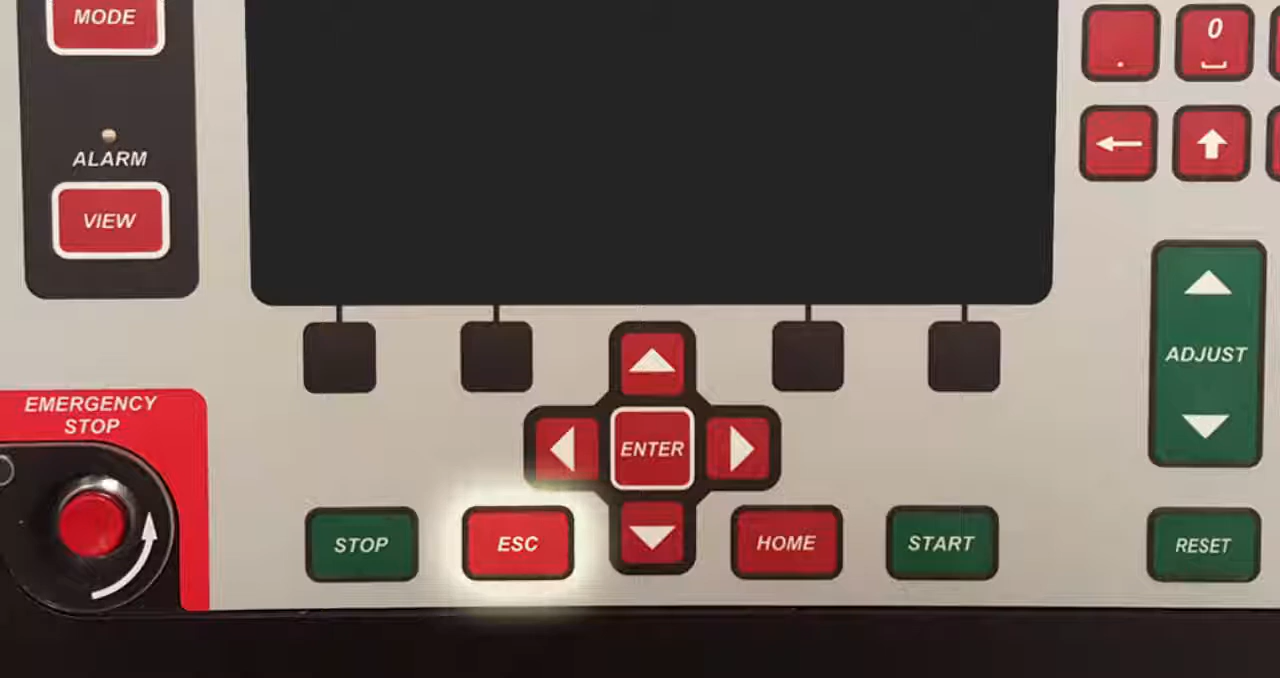 MODE
0
.
ALARM
VIEW
ADJUST
EMERGENCY
STOP
ENTER
STOP
ESC
HOME
START
RESET